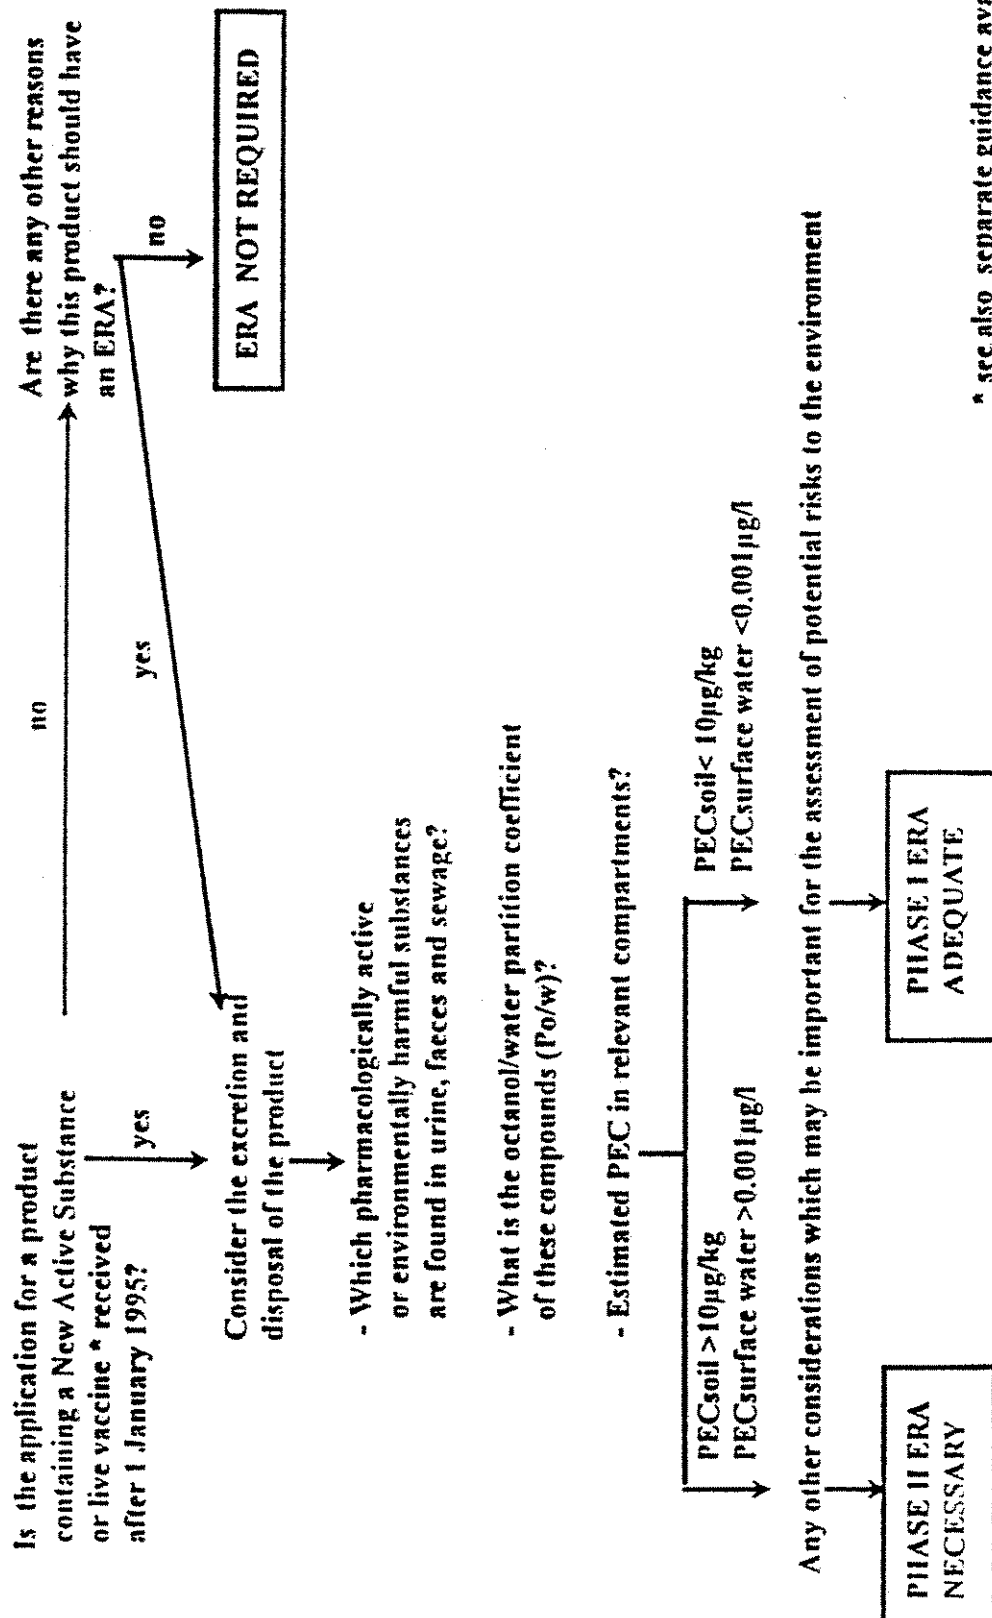 Is the application for a product
containing a New Active Substance
or live vaccine * received
after 1 January 1995?
no
Are there any other reasons
why this product should have
an ERA?
yes
yes
no
ERA NOT REQUIRED
Consider the excretion and
disposal of the product
- Which pharmacologically active
or environmentally harmful substances
are found in urine, faeces and sewage?
- What is the octanol/water partition coefficient
of these compounds (Po/w)?
- Estimated PEC in relevant compartments?
PECsoil >10µg/kg
PECsurface water >0.001µg/l
PECsoil< 10µg/kg
PECsurface water <0.001µg/l
Any other considerations which may be important for the assessment of potential risks to the environment
PHASE II ERA
NECESSARY
PHASE I ERA
ADEQUATE
* see also separate guidance